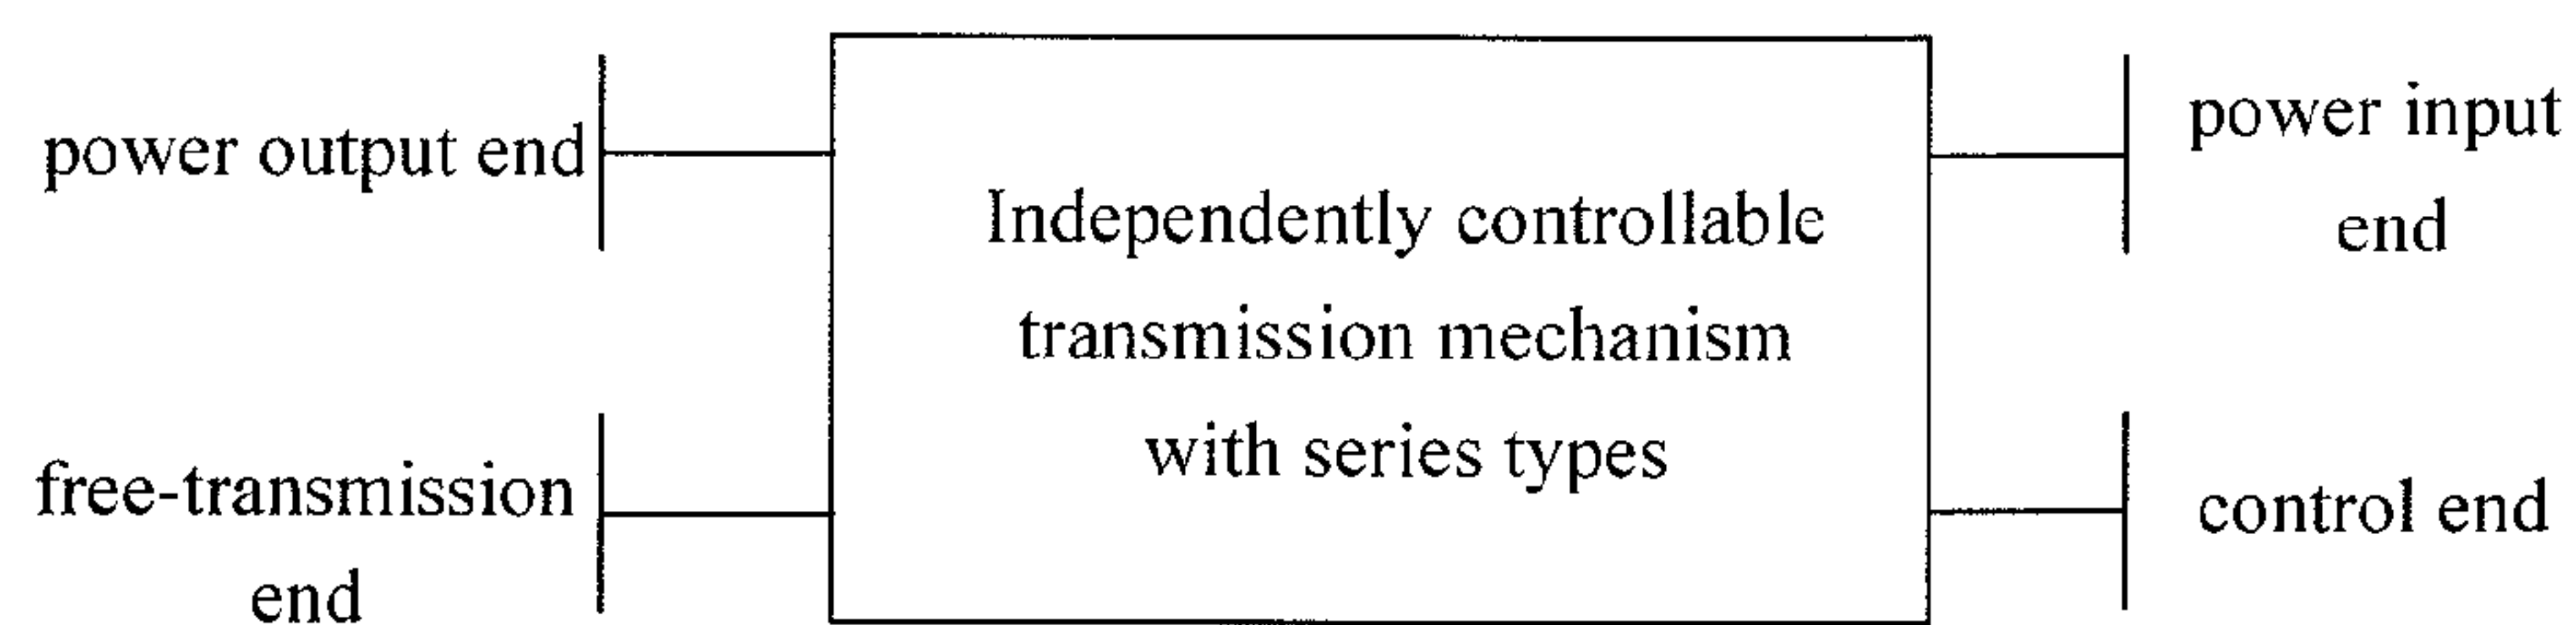 power output end
free-transmission
end
Independently controllable
transmission mechanism
with series types
power input
end
control end